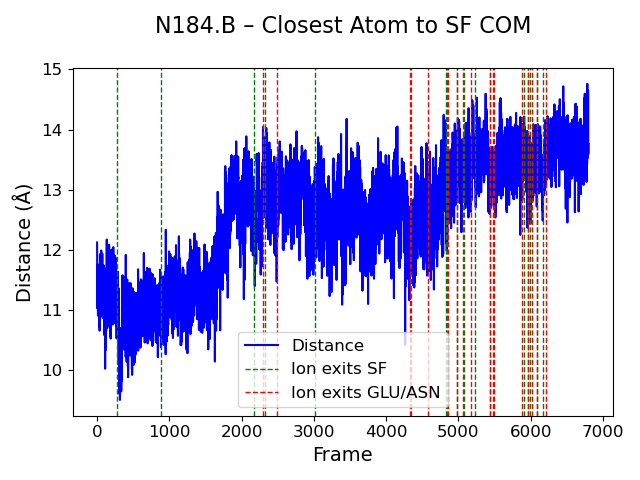 N184.B – Closest Atom to SF COM
15
14
13
12
11
10
Distance (Å)
Distance
Ion exits SF
Ion exits GLU/ASN
0 1000 2000 3000 4000 5000 6000 7000
Frame